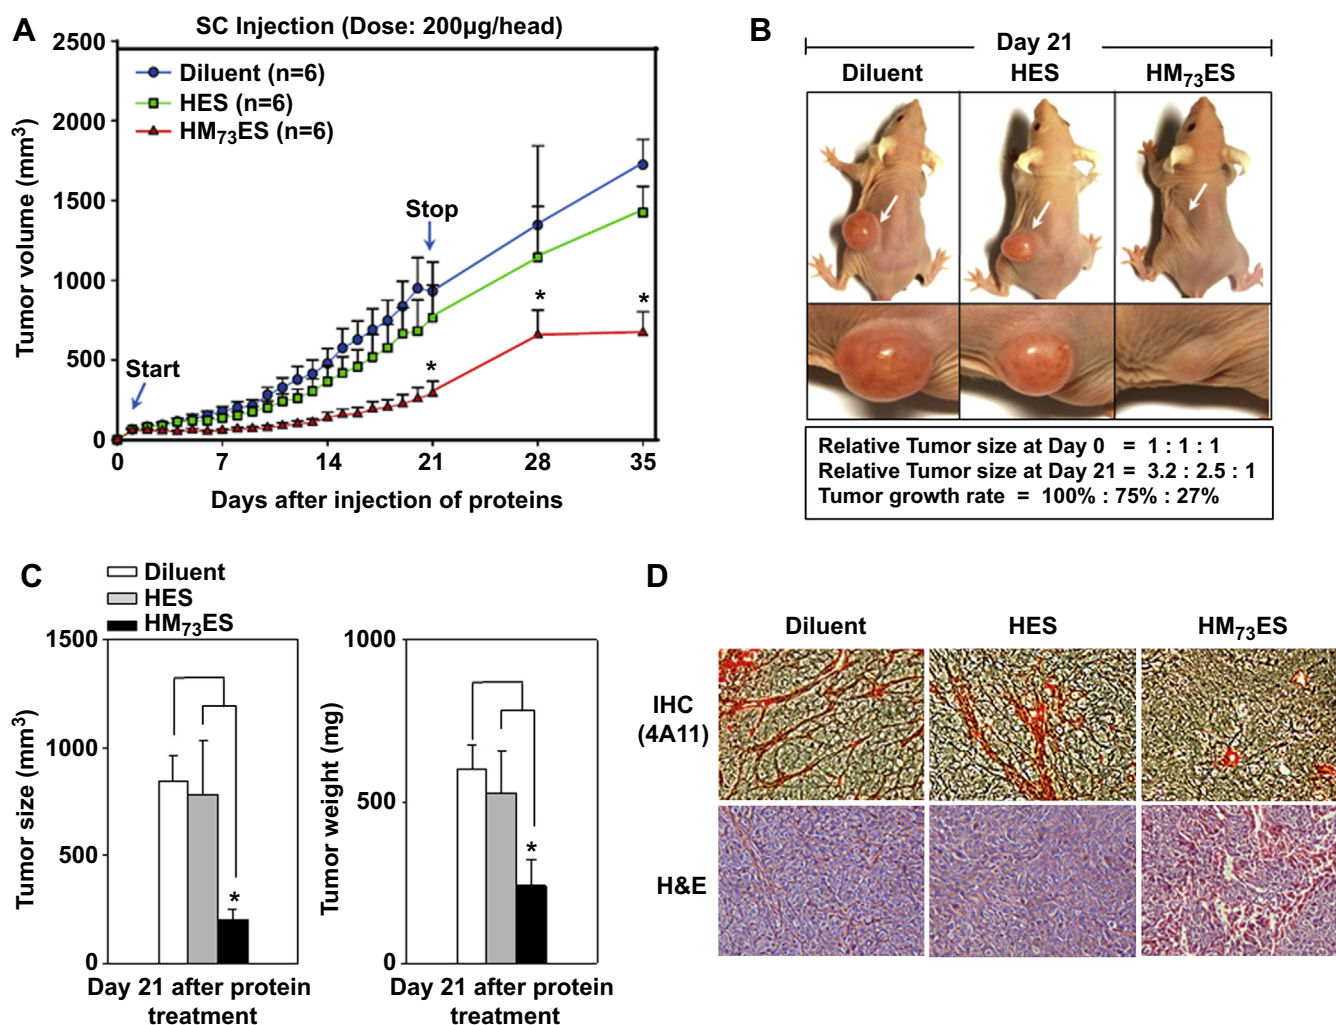 A
SC Injection (Dose: 200µg/head)
2500
2000
1500
1000
500
0
Tumor volume (mm³)
Diluent (n=6)
HES (n=6)
HM₇₃ES (n=6)
Start
Stop
*
*
*
0 7 14 21 28 35
Days after injection of proteins
B
Day 21
Diluent HES HM₇₃ES
Relative Tumor size at Day 0 = 1 : 1 : 1
Relative Tumor size at Day 21 = 3.2 : 2.5 : 1
Tumor growth rate = 100% : 75% : 27%
C
Diluent
HES
HM₇₃ES
1500
1000
500
0
Tumor size (mm³)
*
Day 21 after protein
treatment
1000
500
0
Tumor weight (mg)
*
Day 21 after protein
treatment
D
Diluent HES HM₇₃ES
IHC
(4A11)
H&E